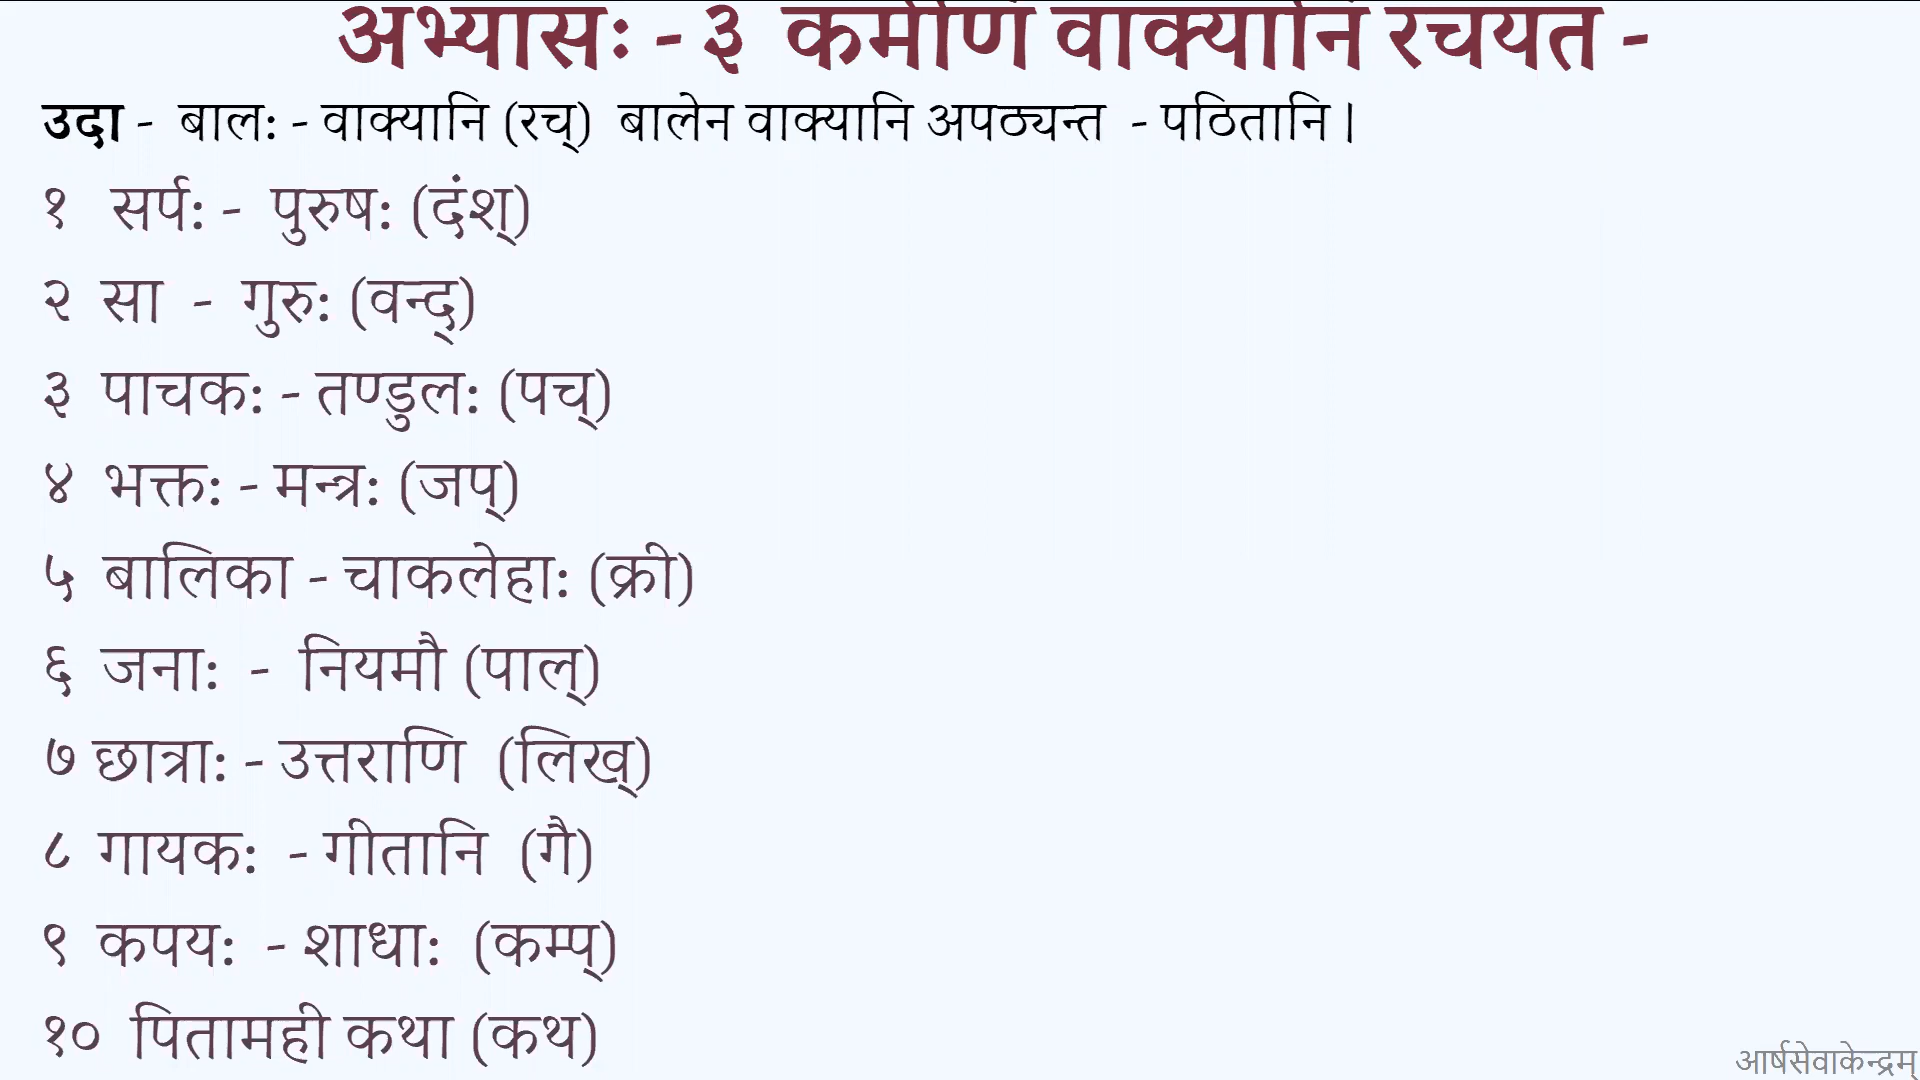 अभ्यासः - ३ कर्मणि वाक्यानि रचयत -
उदा - बालः - वाक्यानि (रच्) बालेन वाक्यानि अपठ्यन्त - पठितानि |
१ सर्पः - पुरुषः (दंश्)
२ सा - गुरुः (वन्द्)
३ पाचकः - तण्डुलः (पच्)
४ भक्तः - मन्त्रः (जप्)
५ बालिका - चाकलेहाः (क्री)
६ जनाः - नियमौ (पाल्)
७ छात्राः - उत्तराणि (लिख्)
८ गायकः - गीतानि (गै)
९ कपयः - शाधाः (कम्प्)
१० पितामही कथा (कथ)
आर्षसेवाकेन्द्रम्